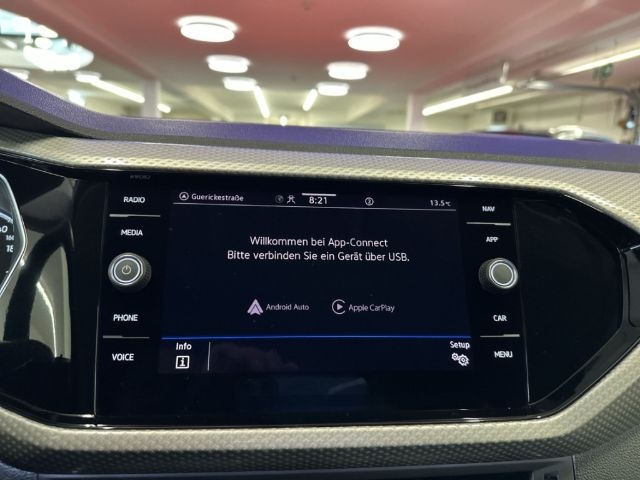 RADIO
MEDIA
PHONE
VOICE
Guerickestraße
8:21
13.5°C
Willkommen bei App-Connect
Bitte verbinden Sie ein Gerät über USB.
Android Auto
Apple CarPlay
Info
Setup
NAV
APP
CAR
MENU